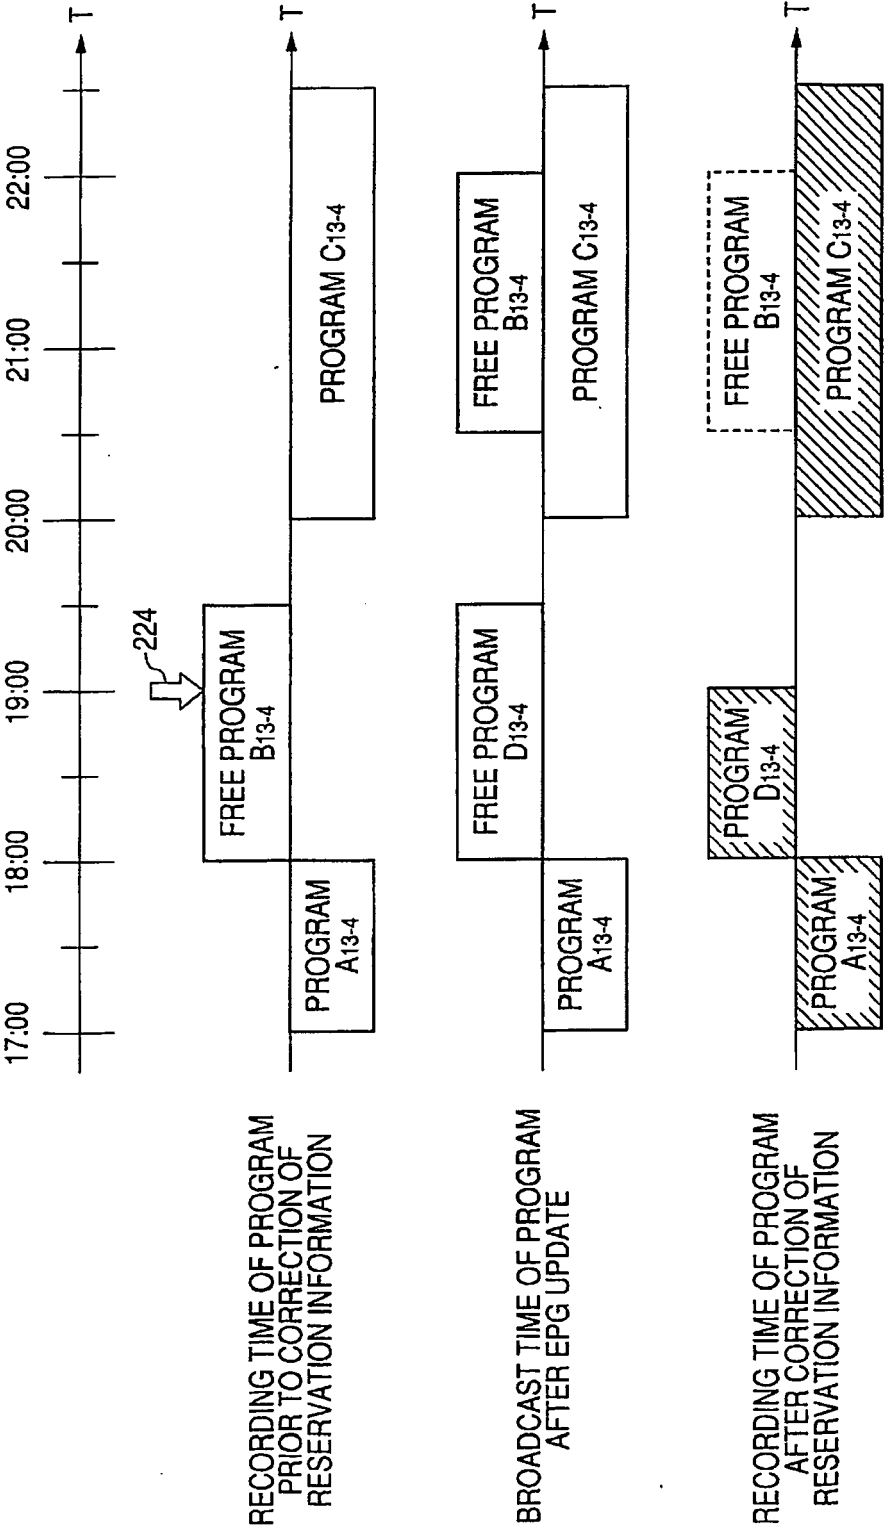 17:00
18:00
19:00
20:00
21:00
22:00
T
RECORDING TIME OF PROGRAM
PRIOR TO CORRECTION OF
RESERVATION INFORMATION
PROGRAM
A13-4
FREE PROGRAM
B13-4
224
PROGRAM C13-4
T
BROADCAST TIME OF PROGRAM
AFTER EPG UPDATE
PROGRAM
A13-4
FREE PROGRAM
D13-4
FREE PROGRAM
B13-4
PROGRAM C13-4
T
RECORDING TIME OF PROGRAM
AFTER CORRECTION OF
RESERVATION INFORMATION
PROGRAM
A13-4
PROGRAM
D13-4
FREE PROGRAM
B13-4
PROGRAM C13-4
T